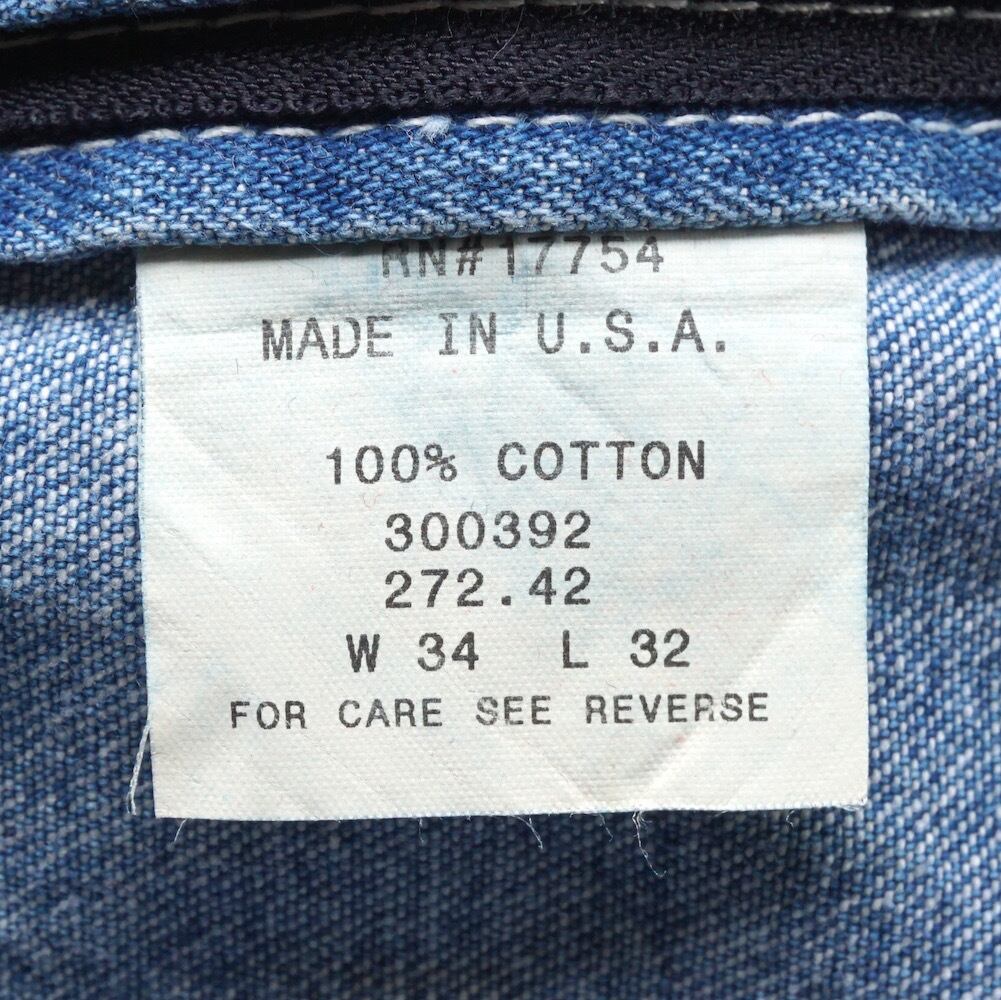 RN#17754
MADE IN U.S.A.
100% COTTON
300392
272.42
W 34 L 32
FOR CARE SEE REVERSE